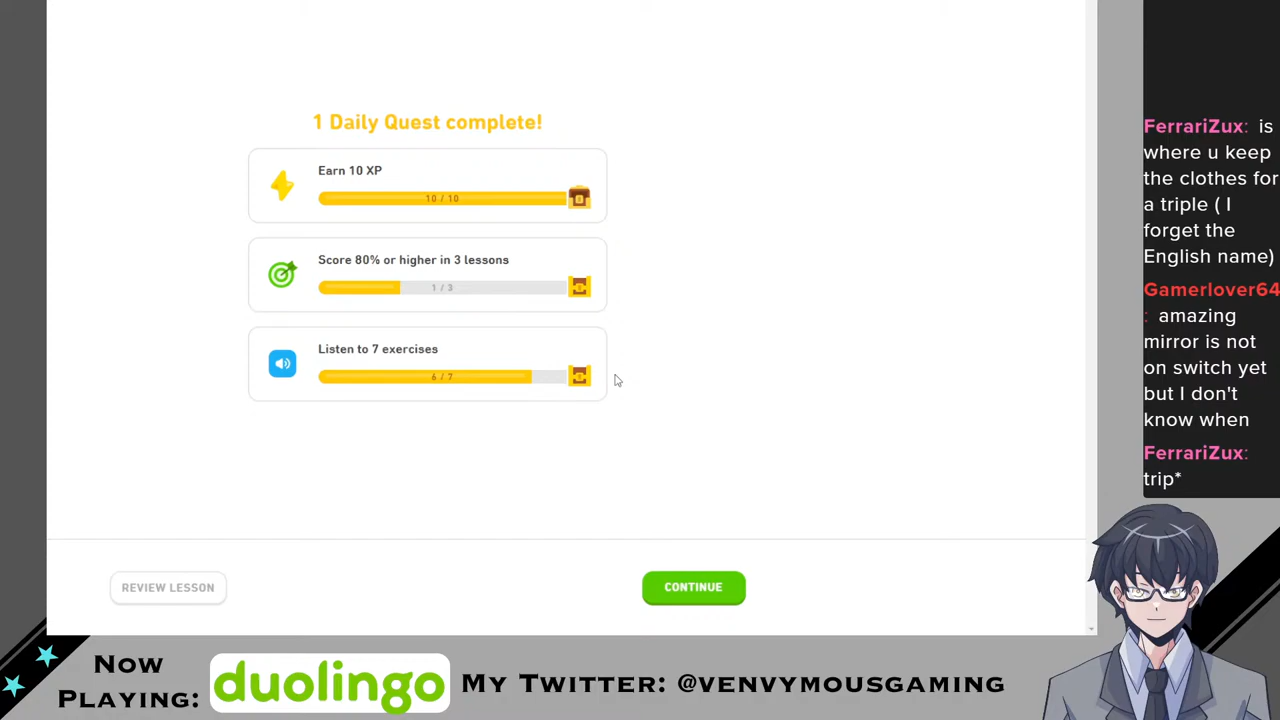 1 Daily Quest complete!
Earn 10 XP
10 / 10
Score 80% or higher in 3 lessons
1 / 3
Listen to 7 exercises
6 / 7
REVIEW LESSON
CONTINUE
FerrariZux: is
where u keep
the clothes for
a triple ( I
forget the
English name)
Gamerlover64
: amazing
mirror is not
on switch yet
but I don't
know when
FerrariZux:
trip*
Now
Playing:
duolingo
My Twitter: @venvymousgaming